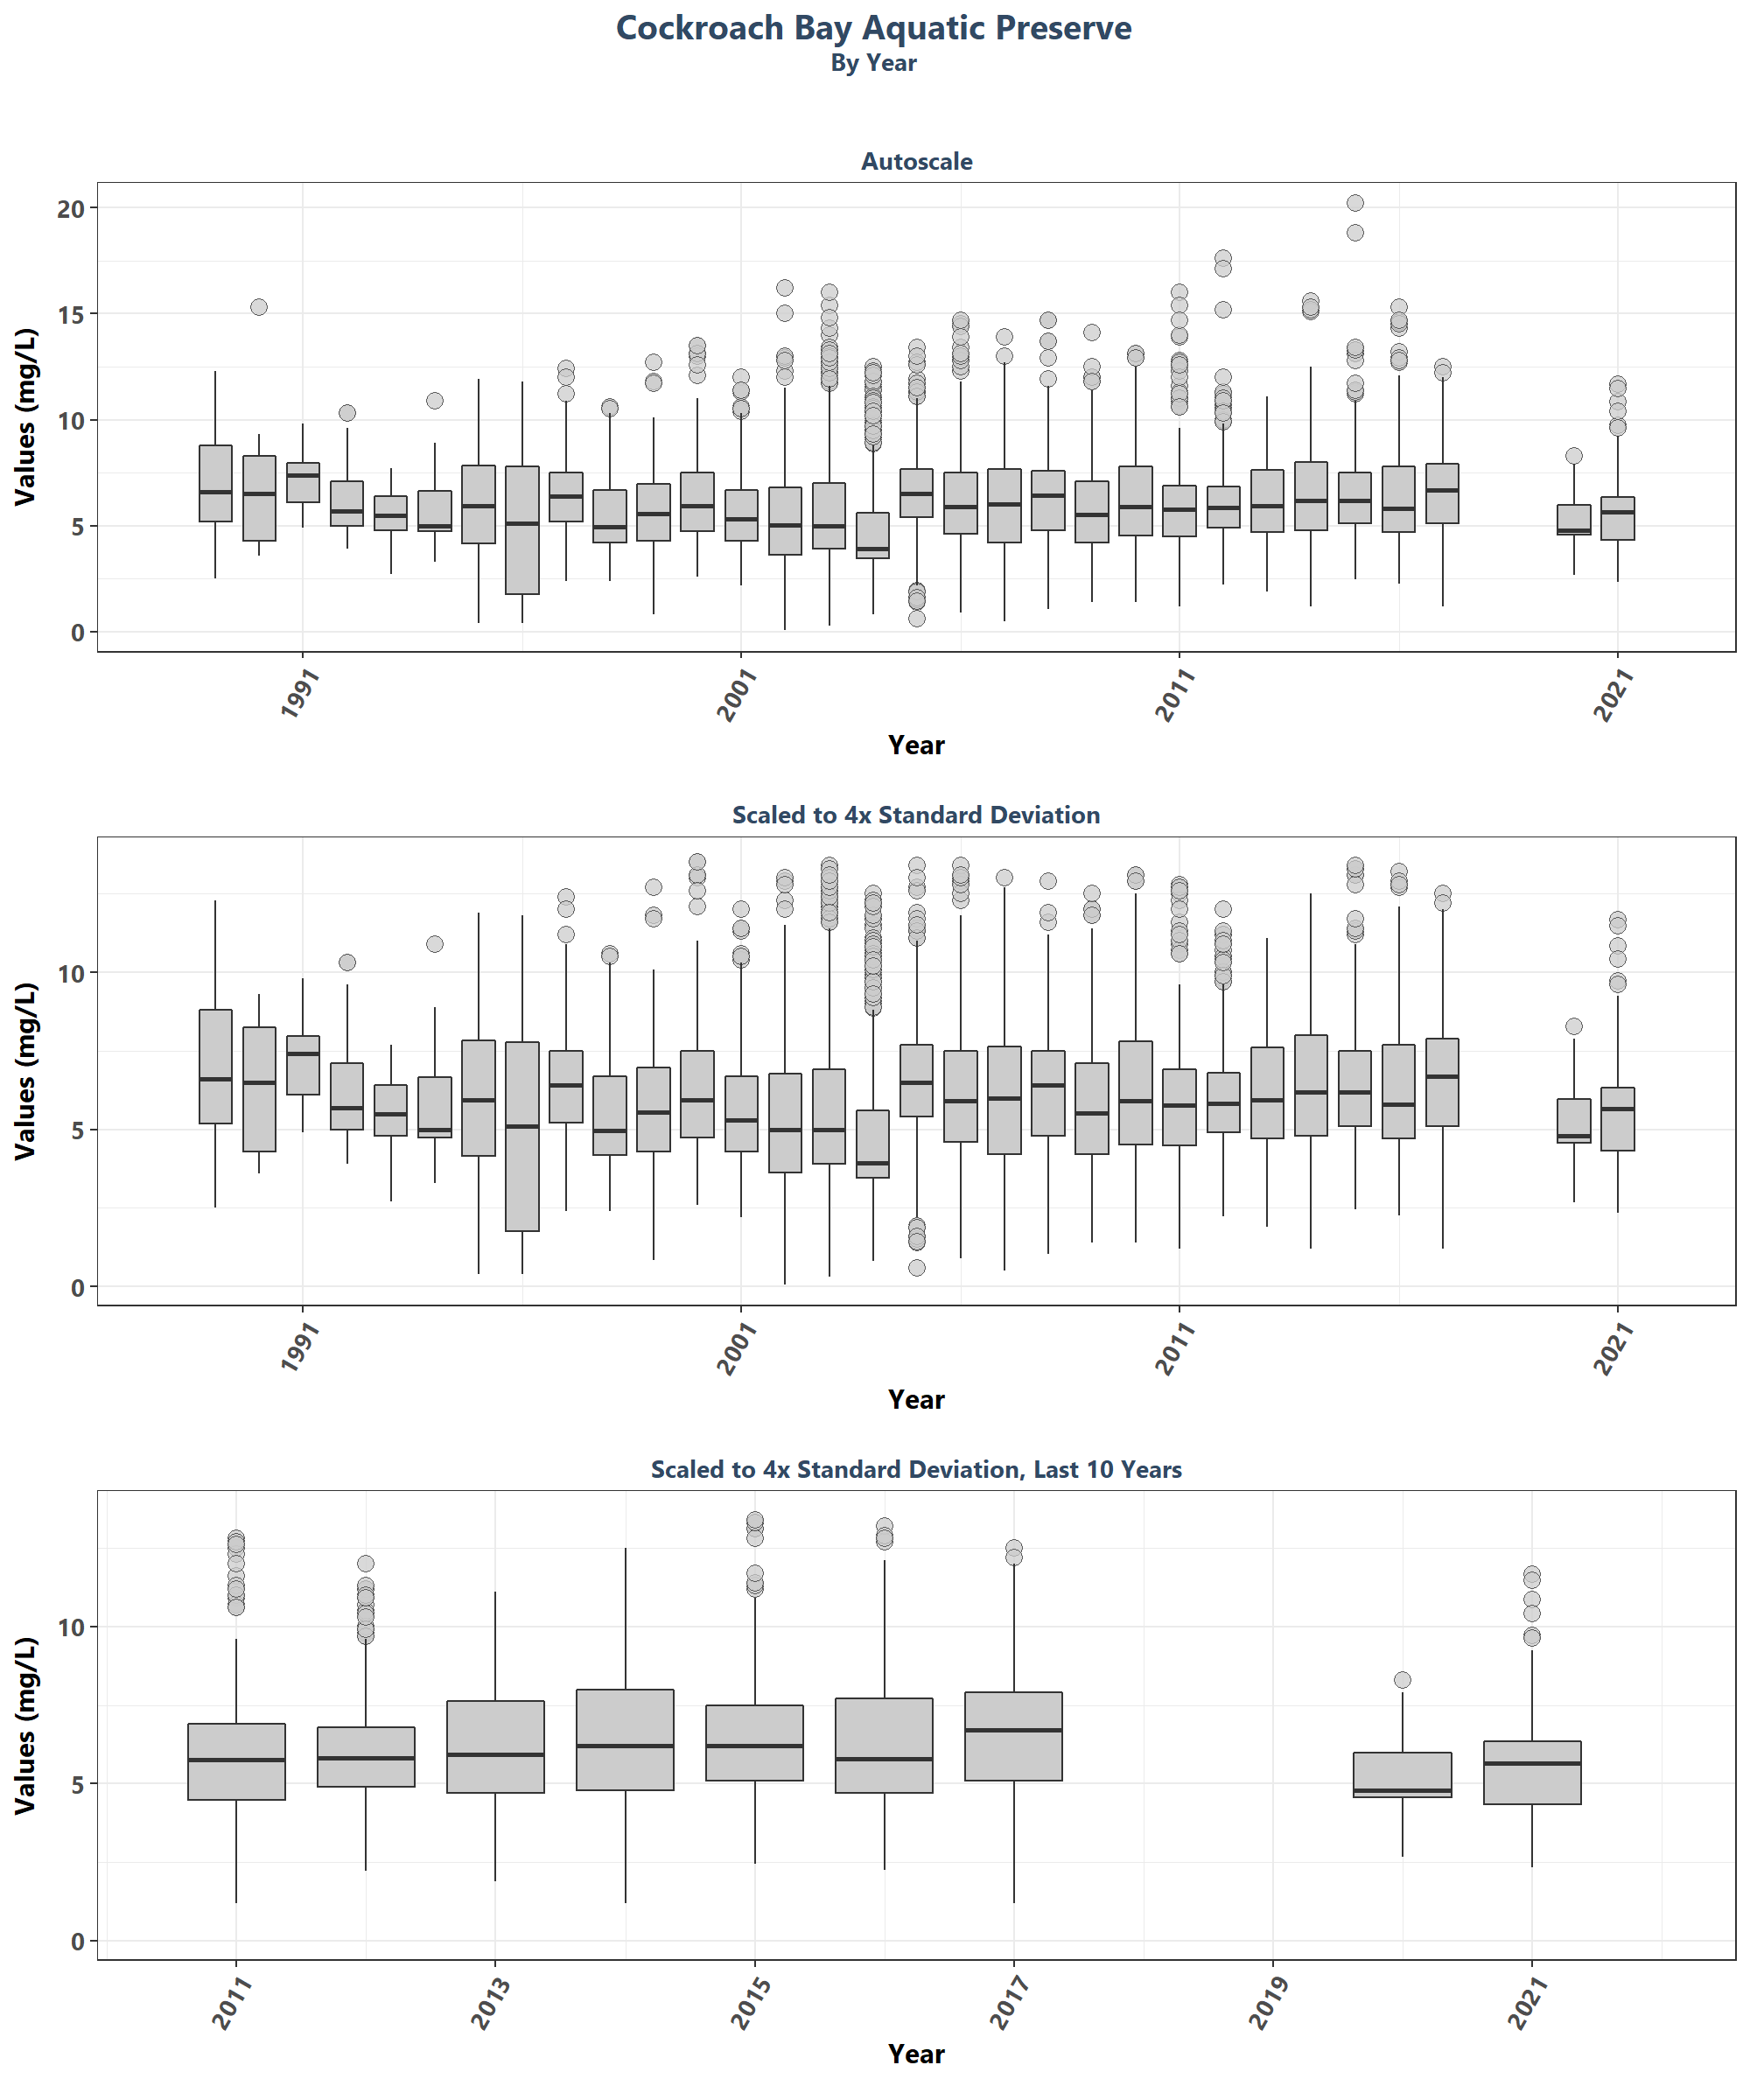 Cockroach Bay Aquatic Preserve
By Year
Autoscale
Values (mg/L)
20
15
10
5
0
1991
2001
2011
2021
Year
Scaled to 4x Standard Deviation
Values (mg/L)
10
5
0
1991
2001
2011
2021
Year
Scaled to 4x Standard Deviation, Last 10 Years
Values (mg/L)
10
5
0
2011
2013
2015
2017
2019
2021
Year